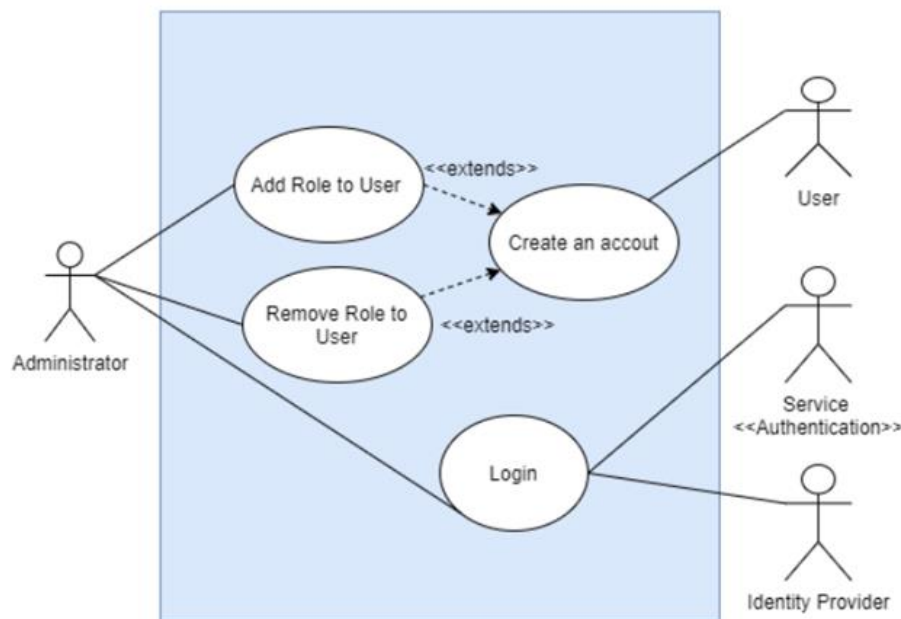 Add Role to User
<<extends>>
Create an accout
User
Remove Role to
User
<<extends>>
Administrator
Service
<<Authentication>>
Login
Identity Provider